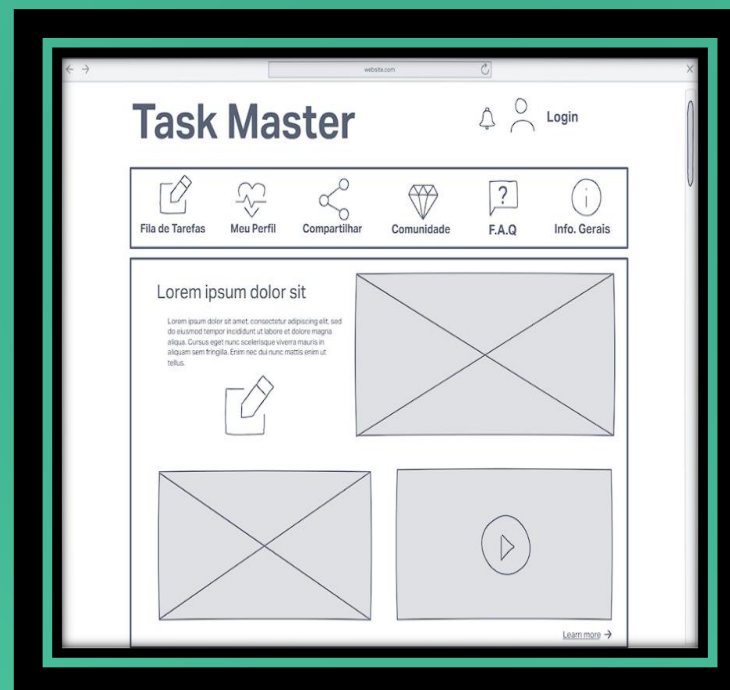 website.com
Task Master
Login
Fila de Tarefas
Meu Perfil
Compartilhar
Comunidade
?
F.A.Q
i
Info. Gerais
Lorem ipsum dolor sit
Lorem ipsum dolor sit amet, consectetur adipiscing elit, sed
do eiusmod tempor incididunt ut labore et dolore magna
aliqua. Cursus eget nunc scelerisque viverra mauris in
aliquam sem fringilla. Enim nec dui nunc mattis enim ut
tellus.
Learn more →